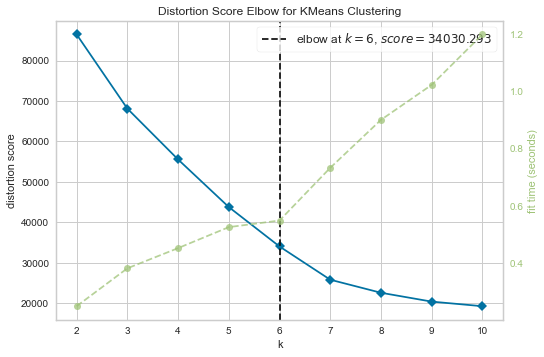 Distortion Score Elbow for KMeans Clustering
elbow at k = 6, score = 34030.293
distortion score
80000
70000
60000
50000
40000
30000
20000
fit time (seconds)
1.2
1.0
0.8
0.6
0.4
2 3 4 5 6 7 8 9 10
k